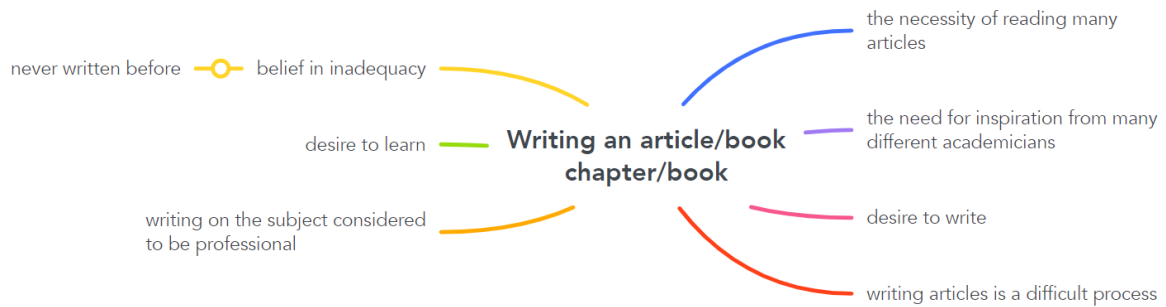 the necessity of reading many
articles
never written before
belief in inadequacy
the need for inspiration from many
different academicians
Writing an article/book
chapter/book
desire to learn
desire to write
writing on the subject considered
to be professional
writing articles is a difficult process